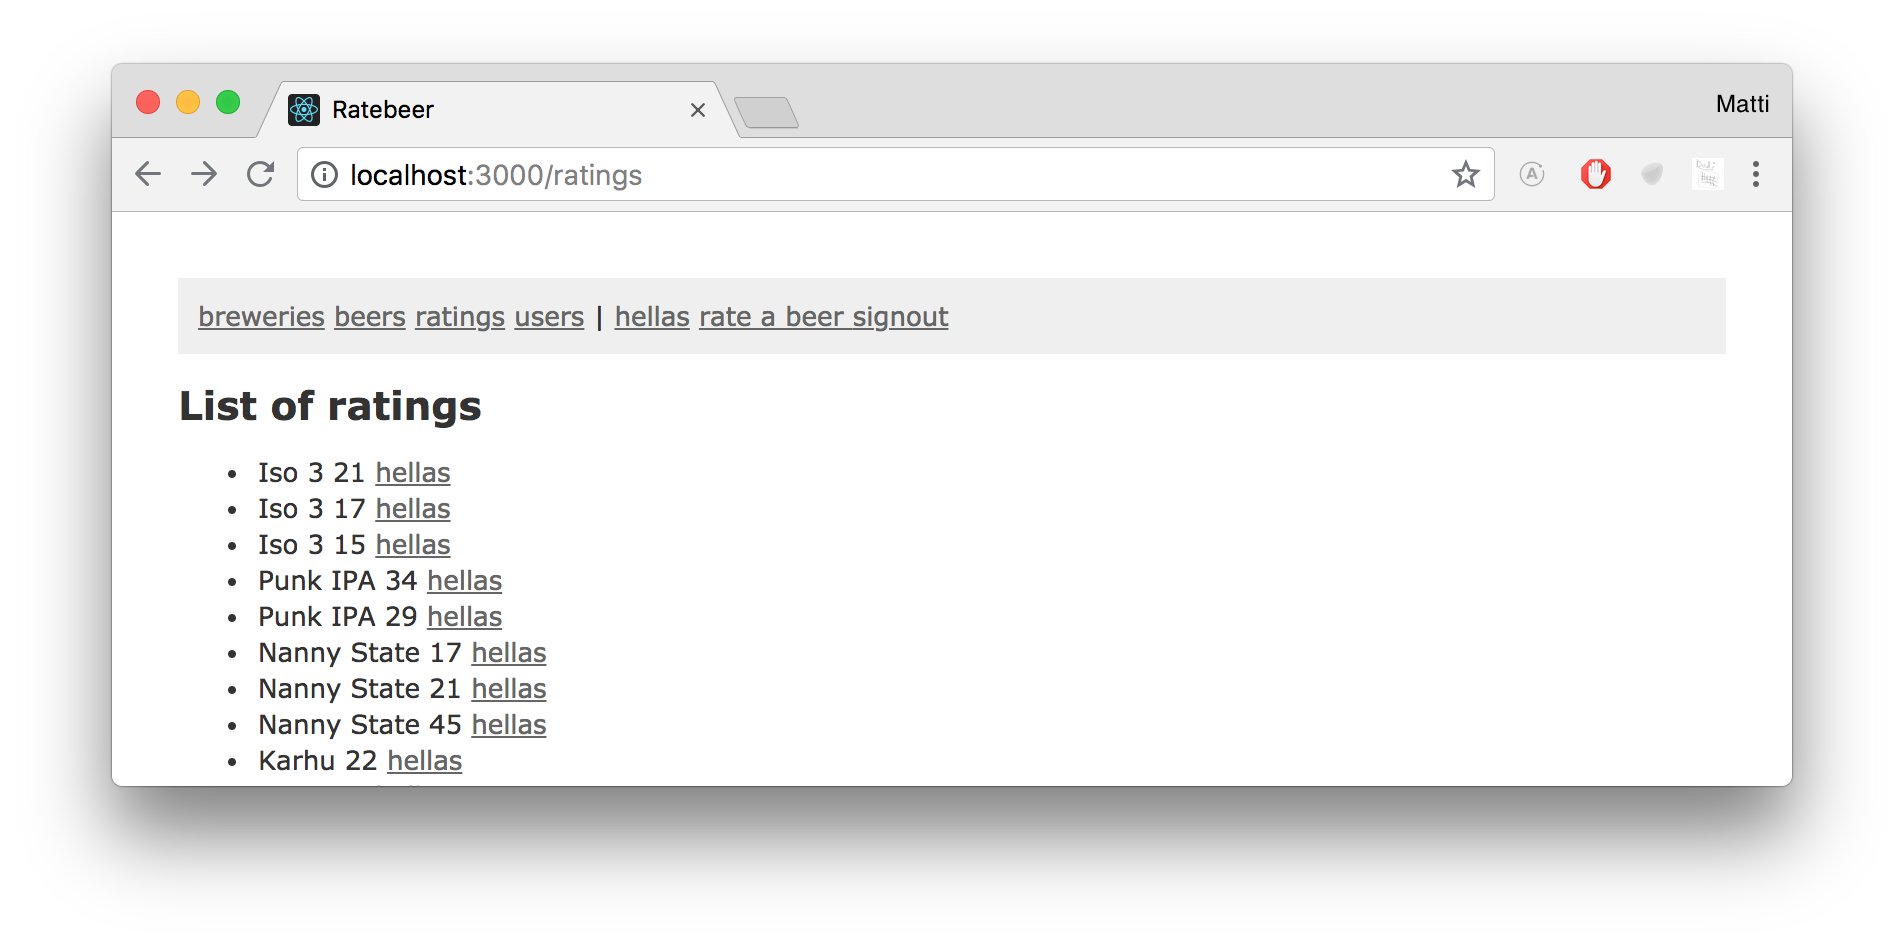 Ratebeer
Matti
localhost:3000/ratings
breweries beers ratings users | hellas rate a beer signout
List of ratings
Iso 3 21 hellas
Iso 3 17 hellas
Iso 3 15 hellas
Punk IPA 34 hellas
Punk IPA 29 hellas
Nanny State 17 hellas
Nanny State 21 hellas
Nanny State 45 hellas
Karhu 22 hellas